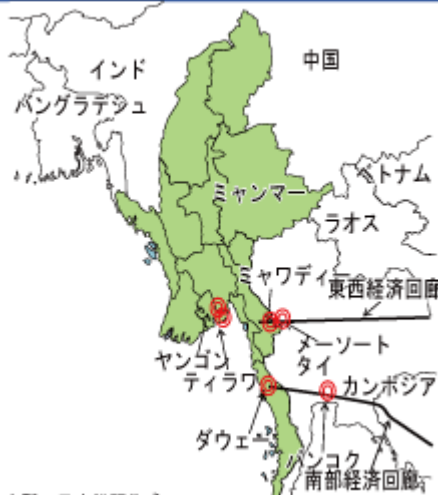 インド
中国
バングラデシュ
ベトナム
ミャンマー
ラオス
ミャワディ
東西経済回廊
メーソート
ヤンゴン
タイ
ティラワ
カンボジア
ダウェー
バンコク
南部経済回廊